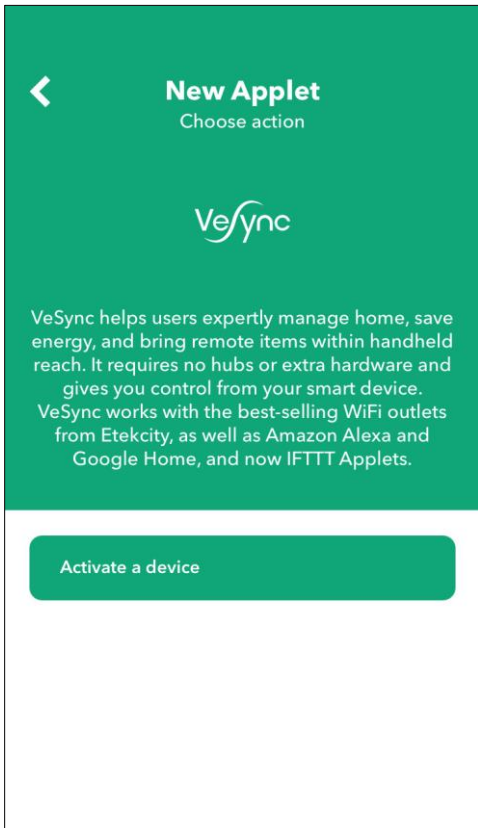 New Applet
Choose action
VeSync
VeSync helps users expertly manage home, save
energy, and bring remote items within handheld
reach. It requires no hubs or extra hardware and
gives you control from your smart device.
VeSync works with the best-selling WiFi outlets
from Etekcity, as well as Amazon Alexa and
Google Home, and now IFTTT Applets.
Activate a device